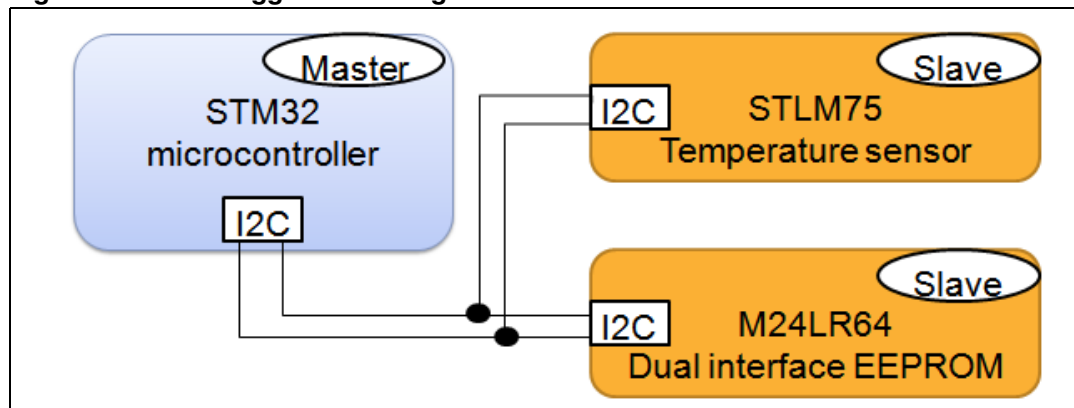 Master
STM32
microcontroller
I2C
Slave
I2C
STLM75
Temperature sensor
Slave
I2C
M24LR64
Dual interface EEPROM